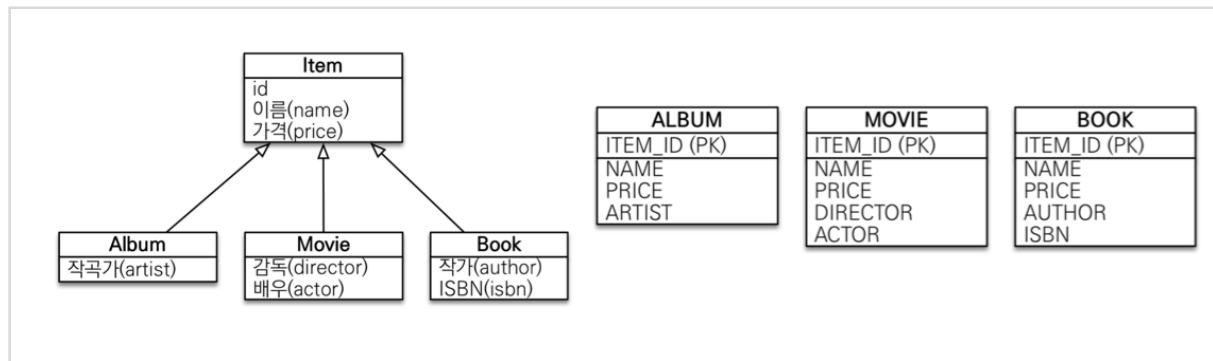 Item
id
이름(name)
가격(price)
Album
작곡가(artist)
Movie
감독(director)
배우(actor)
Book
작가(author)
ISBN(isbn)
ALBUM
ITEM_ID (PK)
NAME
PRICE
ARTIST
MOVIE
ITEM_ID (PK)
NAME
PRICE
DIRECTOR
ACTOR
BOOK
ITEM_ID (PK)
NAME
PRICE
AUTHOR
ISBN